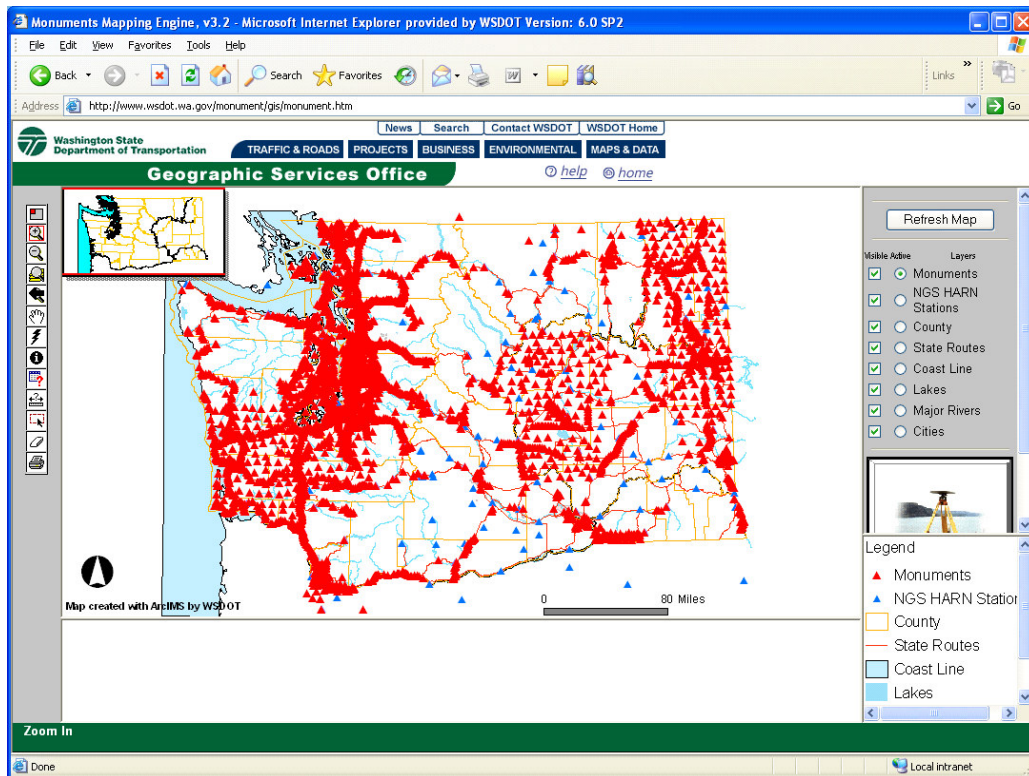 Monuments Mapping Engine, v3.2 - Microsoft Internet Explorer provided by WSDOT Version: 6.0 SP2
File Edit View Favorites Tools Help
Back Search Favorites Links
Address http://www.wsdot.wa.gov/monument/gis/monument.htm Go
News Search Contact WSDOT WSDOT Home
Washington State
Department of Transportation
TRAFFIC & ROADS PROJECTS BUSINESS ENVIRONMENTAL MAPS & DATA
Geographic Services Office
help home
Refresh Map
Visible Active Layers
Monuments
NGS HARN
Stations
County
State Routes
Coast Line
Lakes
Major Rivers
Cities
Map created with ArcIMS by WSDOT
0 80 Miles
Legend
Monuments
NGS HARN Station
County
State Routes
Coast Line
Lakes
Zoom In
Done Local intranet